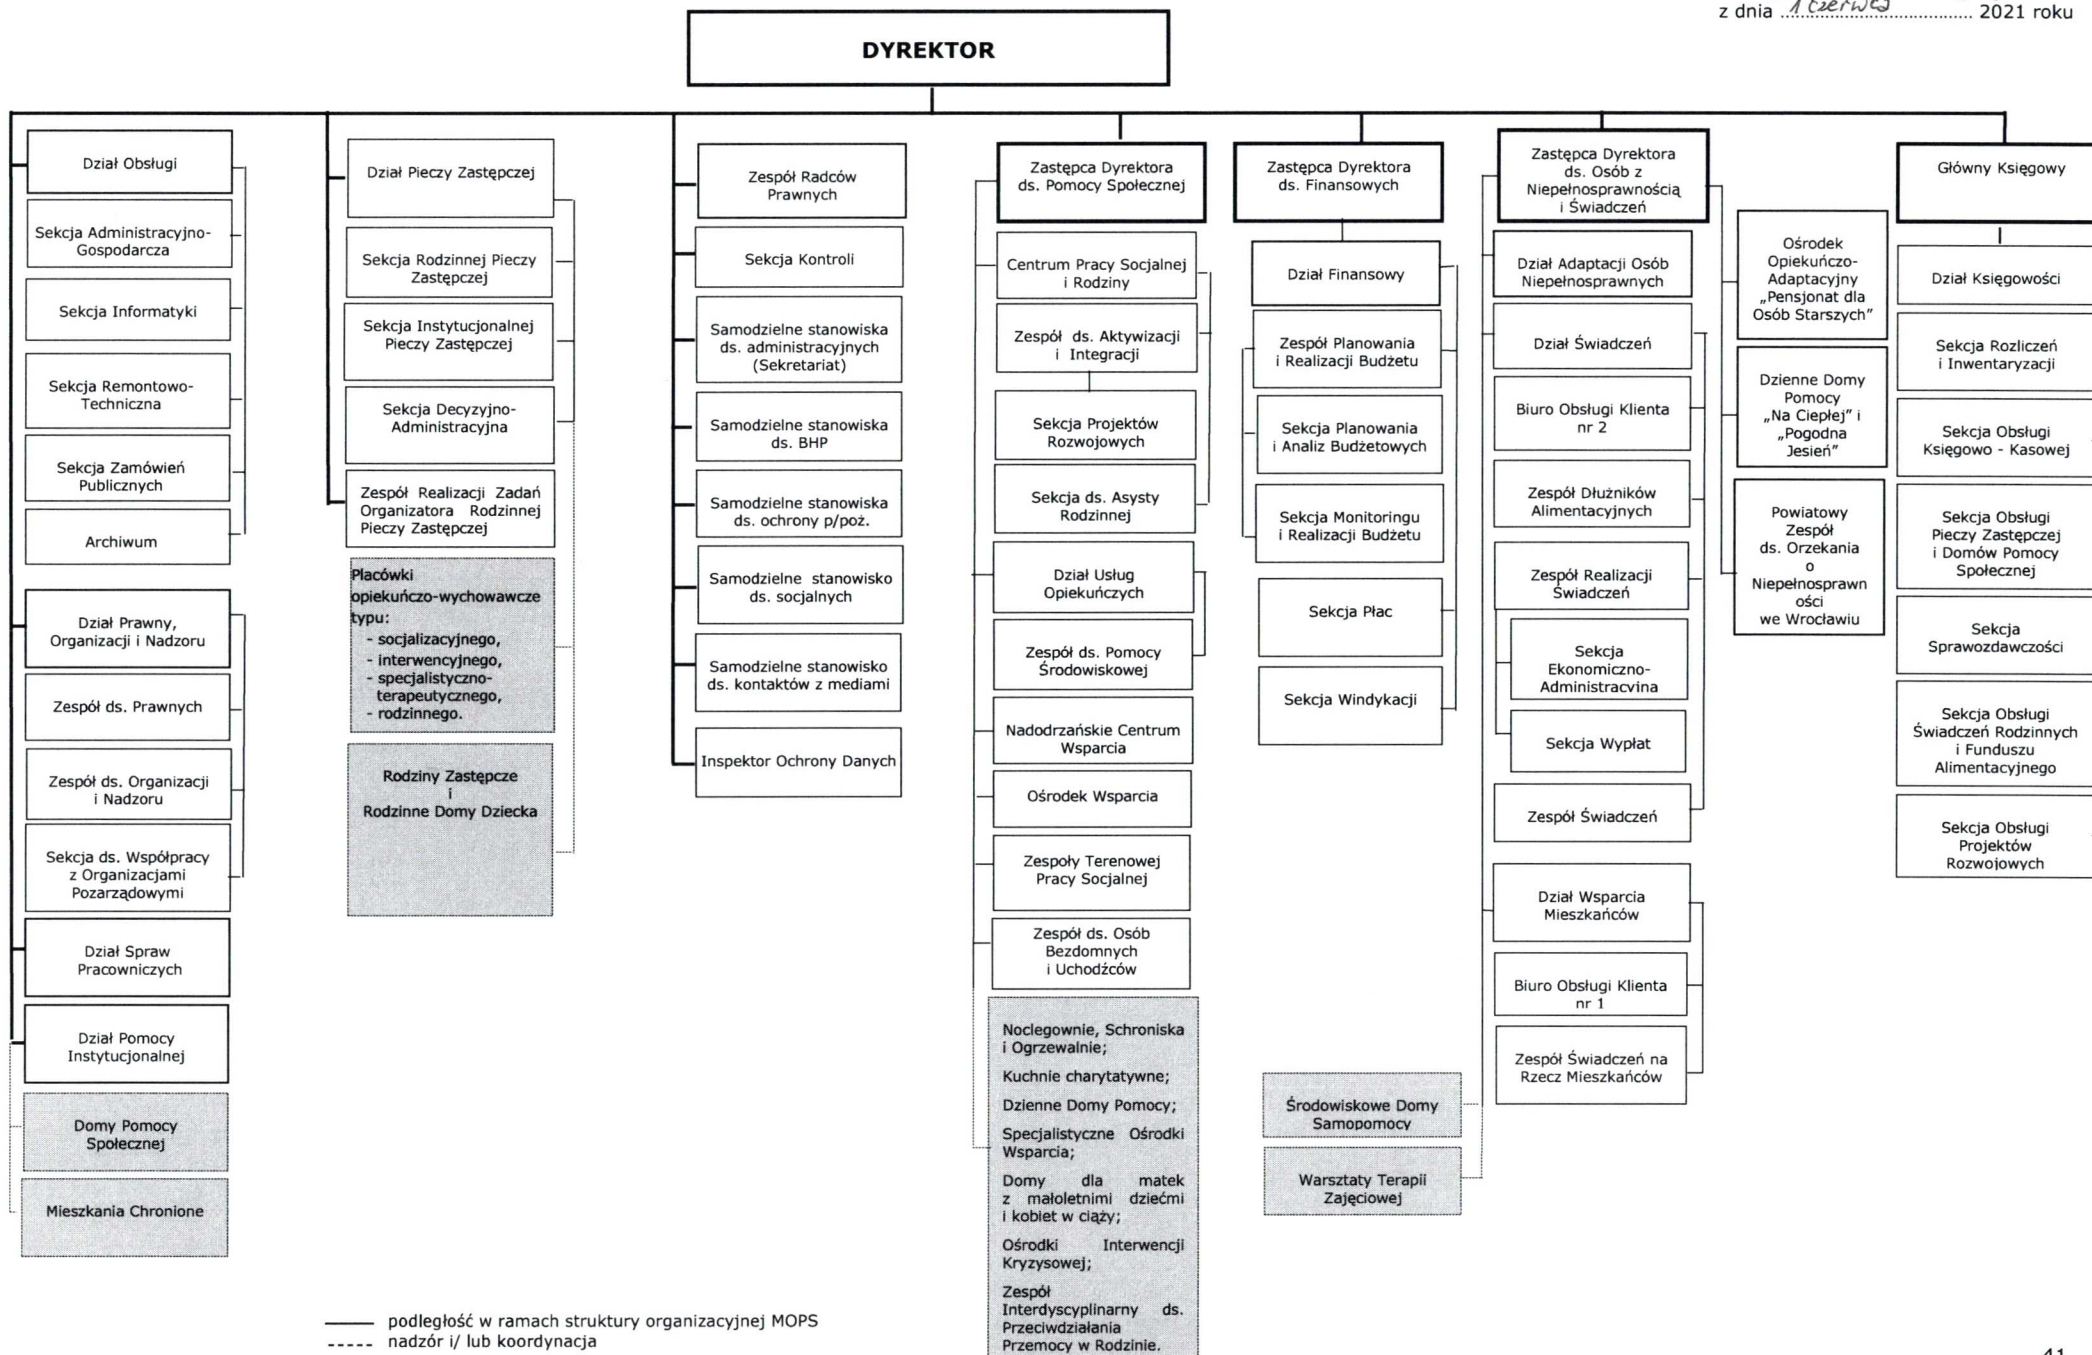 z dnia 1 czerwca 2021 roku
DYREKTOR
Dział Obsługi
Sekcja Administracyjno-
Gospodarcza
Sekcja Informatyki
Sekcja Remontowo-
Techniczna
Sekcja Zamówień
Publicznych
Archiwum
Dział Prawny,
Organizacji i Nadzoru
Zespół ds. Prawnych
Zespół ds. Organizacji
i Nadzoru
Sekcja ds. Współpracy
z Organizacjami
Pozarządowymi
Dział Spraw
Pracowniczych
Dział Pomocy
Instytucjonalnej
Domy Pomocy
Społecznej
Mieszkania Chronione
Dział Pieczy Zastępczej
Sekcja Rodzinnej Pieczy
Zastępczej
Sekcja Instytucjonalnej
Pieczy Zastępczej
Sekcja Decyzyjno-
Administracyjna
Zespół Realizacji Zadań
Organizatora Rodzinnej
Pieczy Zastępczej
Placówki
opiekuńczo-wychowawcze
typu:
- socjalizacyjnego,
- interwencyjnego,
- specjalistyczno-
terapeutycznego,
- rodzinnego.
Rodziny Zastępcze
i
Rodzinne Domy Dziecka
Zespół Radców
Prawnych
Sekcja Kontroli
Samodzielne stanowiska
ds. administracyjnych
(Sekretariat)
Samodzielne stanowiska
ds. BHP
Samodzielne stanowiska
ds. ochrony p/poż.
Samodzielne stanowisko
ds. socjalnych
Samodzielne stanowisko
ds. kontaktów z mediami
Inspektor Ochrony Danych
Zastępca Dyrektora
ds. Pomocy Społecznej
Centrum Pracy Socjalnej
i Rodziny
Zespół ds. Aktywizacji
i Integracji
Sekcja Projektów
Rozwojowych
Sekcja ds. Asysty
Rodzinnej
Dział Usług
Opiekuńczych
Zespół ds. Pomocy
Środowiskowej
Nadodrzańskie Centrum
Wsparcia
Ośrodek Wsparcia
Zespoły Terenowej
Pracy Socjalnej
Zespół ds. Osób
Bezdomnych
i Uchodźców
Noclegownie, Schroniska
i Ogrzewalnie;
Kuchnie charytatywne;
Dzienne Domy Pomocy;
Specjalistyczne Ośrodki
Wsparcia;
Domy dla matek
z małoletnimi dziećmi
i kobiet w ciąży;
Ośrodki Interwencji
Kryzysowej;
Zespół
Interdyscyplinarny ds.
Przeciwdziałania
Przemocy w Rodzinie.
Zastępca Dyrektora
ds. Finansowych
Dział Finansowy
Zespół Planowania
i Realizacji Budżetu
Sekcja Planowania
i Analiz Budżetowych
Sekcja Monitoringu
i Realizacji Budżetu
Sekcja Płac
Sekcja Windykacji
Środowiskowe Domy
Samopomocy
Warsztaty Terapii
Zajęciowej
Zastępca Dyrektora
ds. Osób z
Niepełnosprawnością
i Świadczeń
Dział Adaptacji Osób
Niepełnosprawnych
Dział Świadczeń
Biuro Obsługi Klienta
nr 2
Zespół Dłużników
Alimentacyjnych
Zespół Realizacji
Świadczeń
Sekcja
Ekonomiczno-
Administracyina
Sekcja Wypłat
Zespół Świadczeń
Dział Wsparcia
Mieszkańców
Biuro Obsługi Klienta
nr 1
Zespół Świadczeń na
Rzecz Mieszkańców
Ośrodek
Opiekuńczo-
Adaptacyjny
„Pensjonat dla
Osób Starszych"
Dzienne Domy
Pomocy
„Na Ciepłej" i
„Pogodna
Jesień"
Powiatowy
Zespół
ds. Orzekania
o
Niepełnosprawn
ości
we Wrocławiu
Główny Księgowy
Dział Księgowości
Sekcja Rozliczeń
i Inwentaryzacji
Sekcja Obsługi
Księgowo - Kasowej
Sekcja Obsługi
Pieczy Zastępczej
i Domów Pomocy
Społecznej
Sekcja
Sprawozdawczości
Sekcja Obsługi
Świadczeń Rodzinnych
i Funduszu
Alimentacyjnego
Sekcja Obsługi
Projektów
Rozwojowych
podległość w ramach struktury organizacyjnej MOPS
nadzór i/ lub koordynacja
41